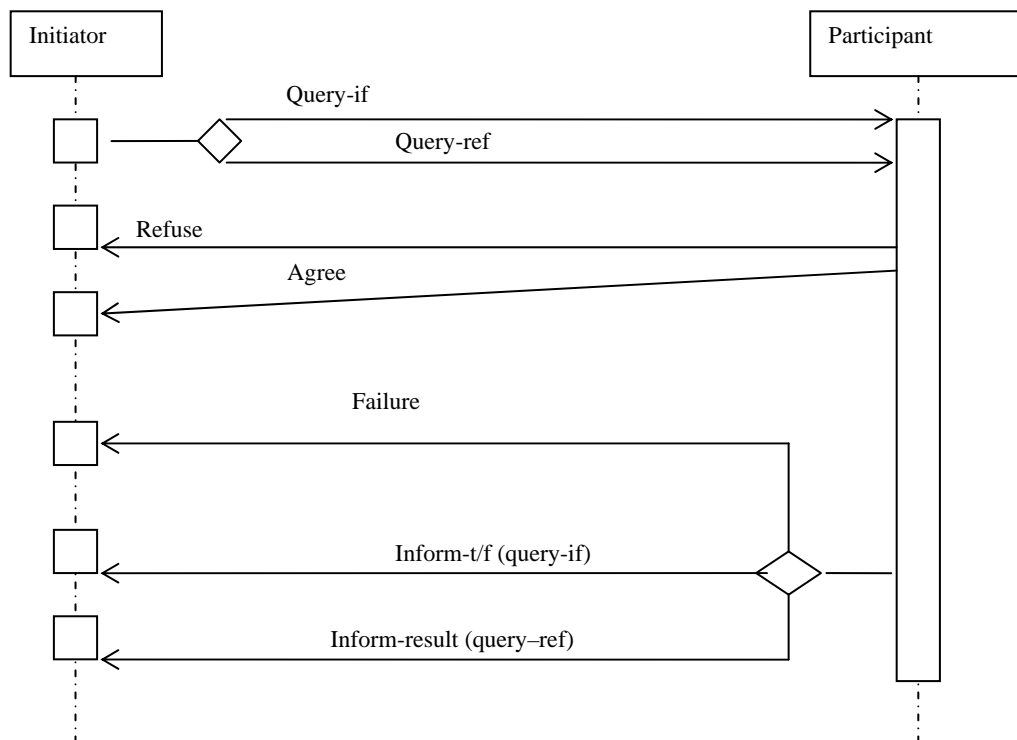 Initiator
Participant
Query-if
Query-ref
Refuse
Agree
Failure
Inform-t/f (query-if)
Inform-result (query–ref)